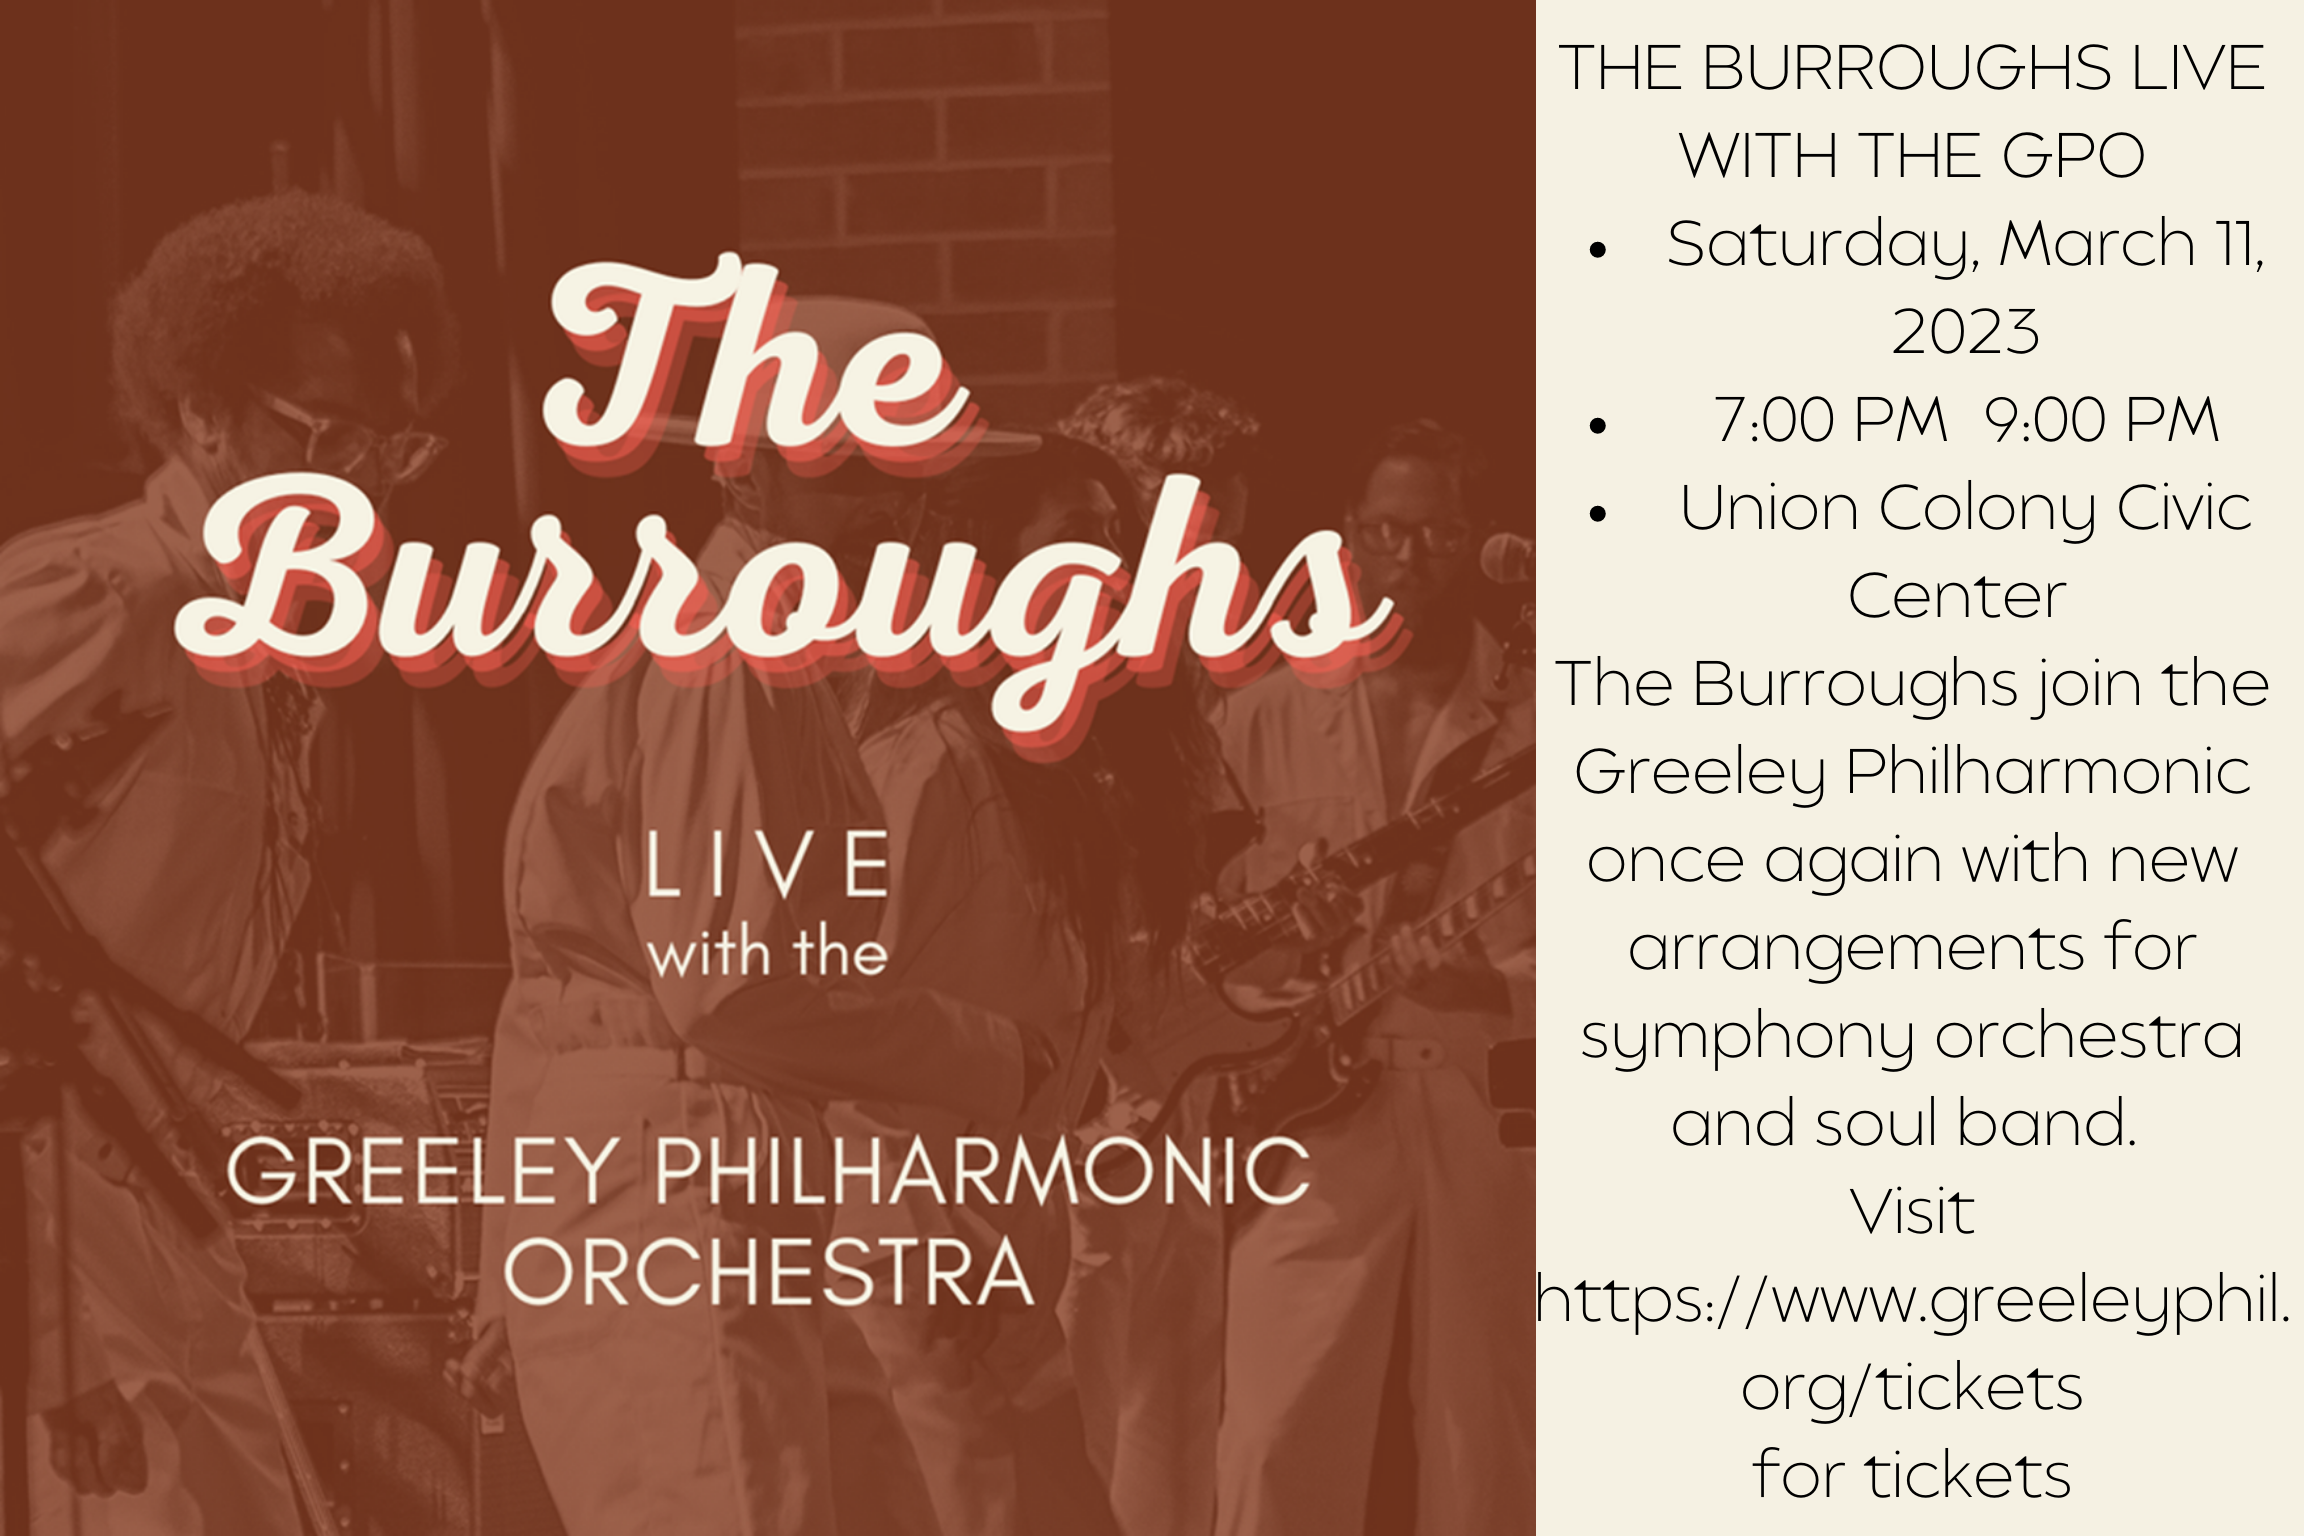 The
Burroughs
LIVE
with the
GREELEY PHILHARMONIC
ORCHESTRA
THE BURROUGHS LIVE
WITH THE GPO
• Saturday, March 11,
2023
• 7:00 PM 9:00 PM
• Union Colony Civic
Center
The Burroughs join the
Greeley Philharmonic
once again with new
arrangements for
symphony orchestra
and soul band.
Visit
https://www.greeleyphil.
org/tickets
for tickets